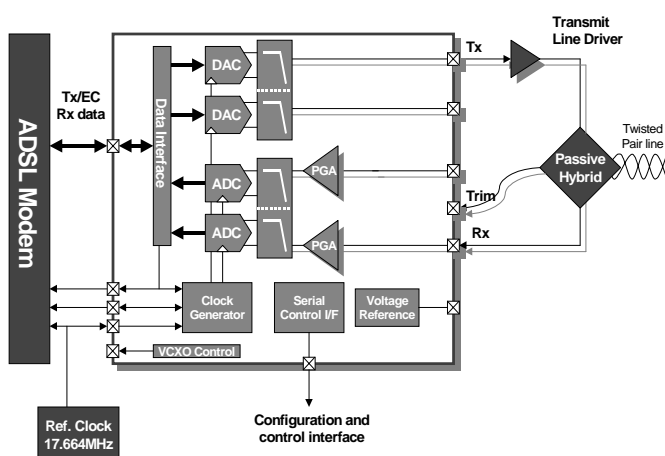 Transmit
Line Driver
Tx
DAC
Tx/EC
Rx data
DAC
Data Interface
ADSL Modem
Twisted
Pair line
Passive
Hybrid
ADC
PGA
Trim
ADC
PGA
Rx
Clock
Generator
Serial
Control I/F
Voltage
Reference
VCXO Control
Ref. Clock
17.664MHz
Configuration and
control interface